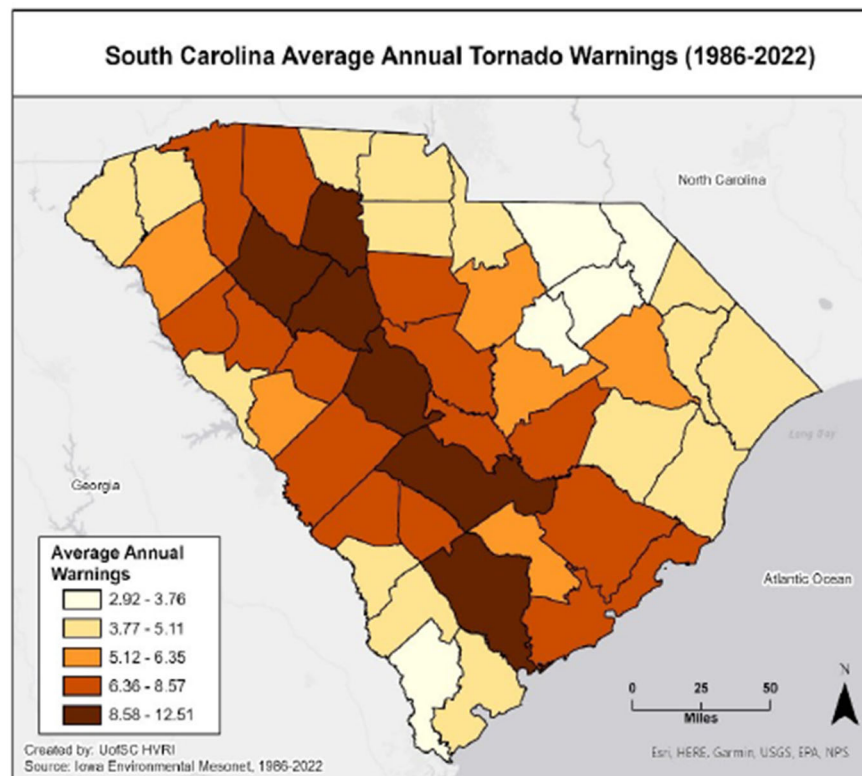 South Carolina Average Annual Tornado Warnings (1986-2022)
North Carolina
Long Bay
Georgia
Atlantic Ocean
Average Annual
Warnings
2.92 - 3.76
3.77 - 5.11
5.12 - 6.35
6.36 - 8.57
8.58 - 12.51
N
0 25 50
Miles
Created by: UofSC HVRI
Source: Iowa Environmental Mesonet, 1986-2022
Esri, HERE, Garmin, USGS, EPA, NPS